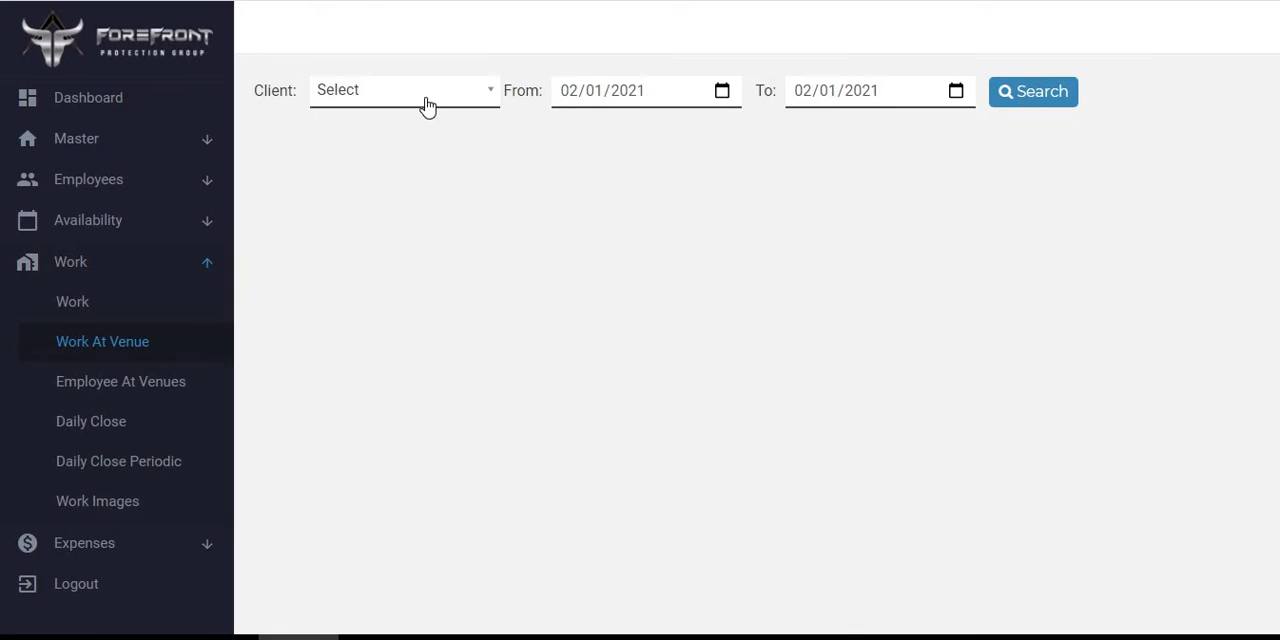 FOREFRONT
PROTECTION GROUP
Dashboard
Master
Employees
Availability
Work
Work
Work At Venue
Employee At Venues
Daily Close
Daily Close Periodic
Work Images
Expenses
Logout
Client: Select From: 02/01/2021 To: 02/01/2021 Search